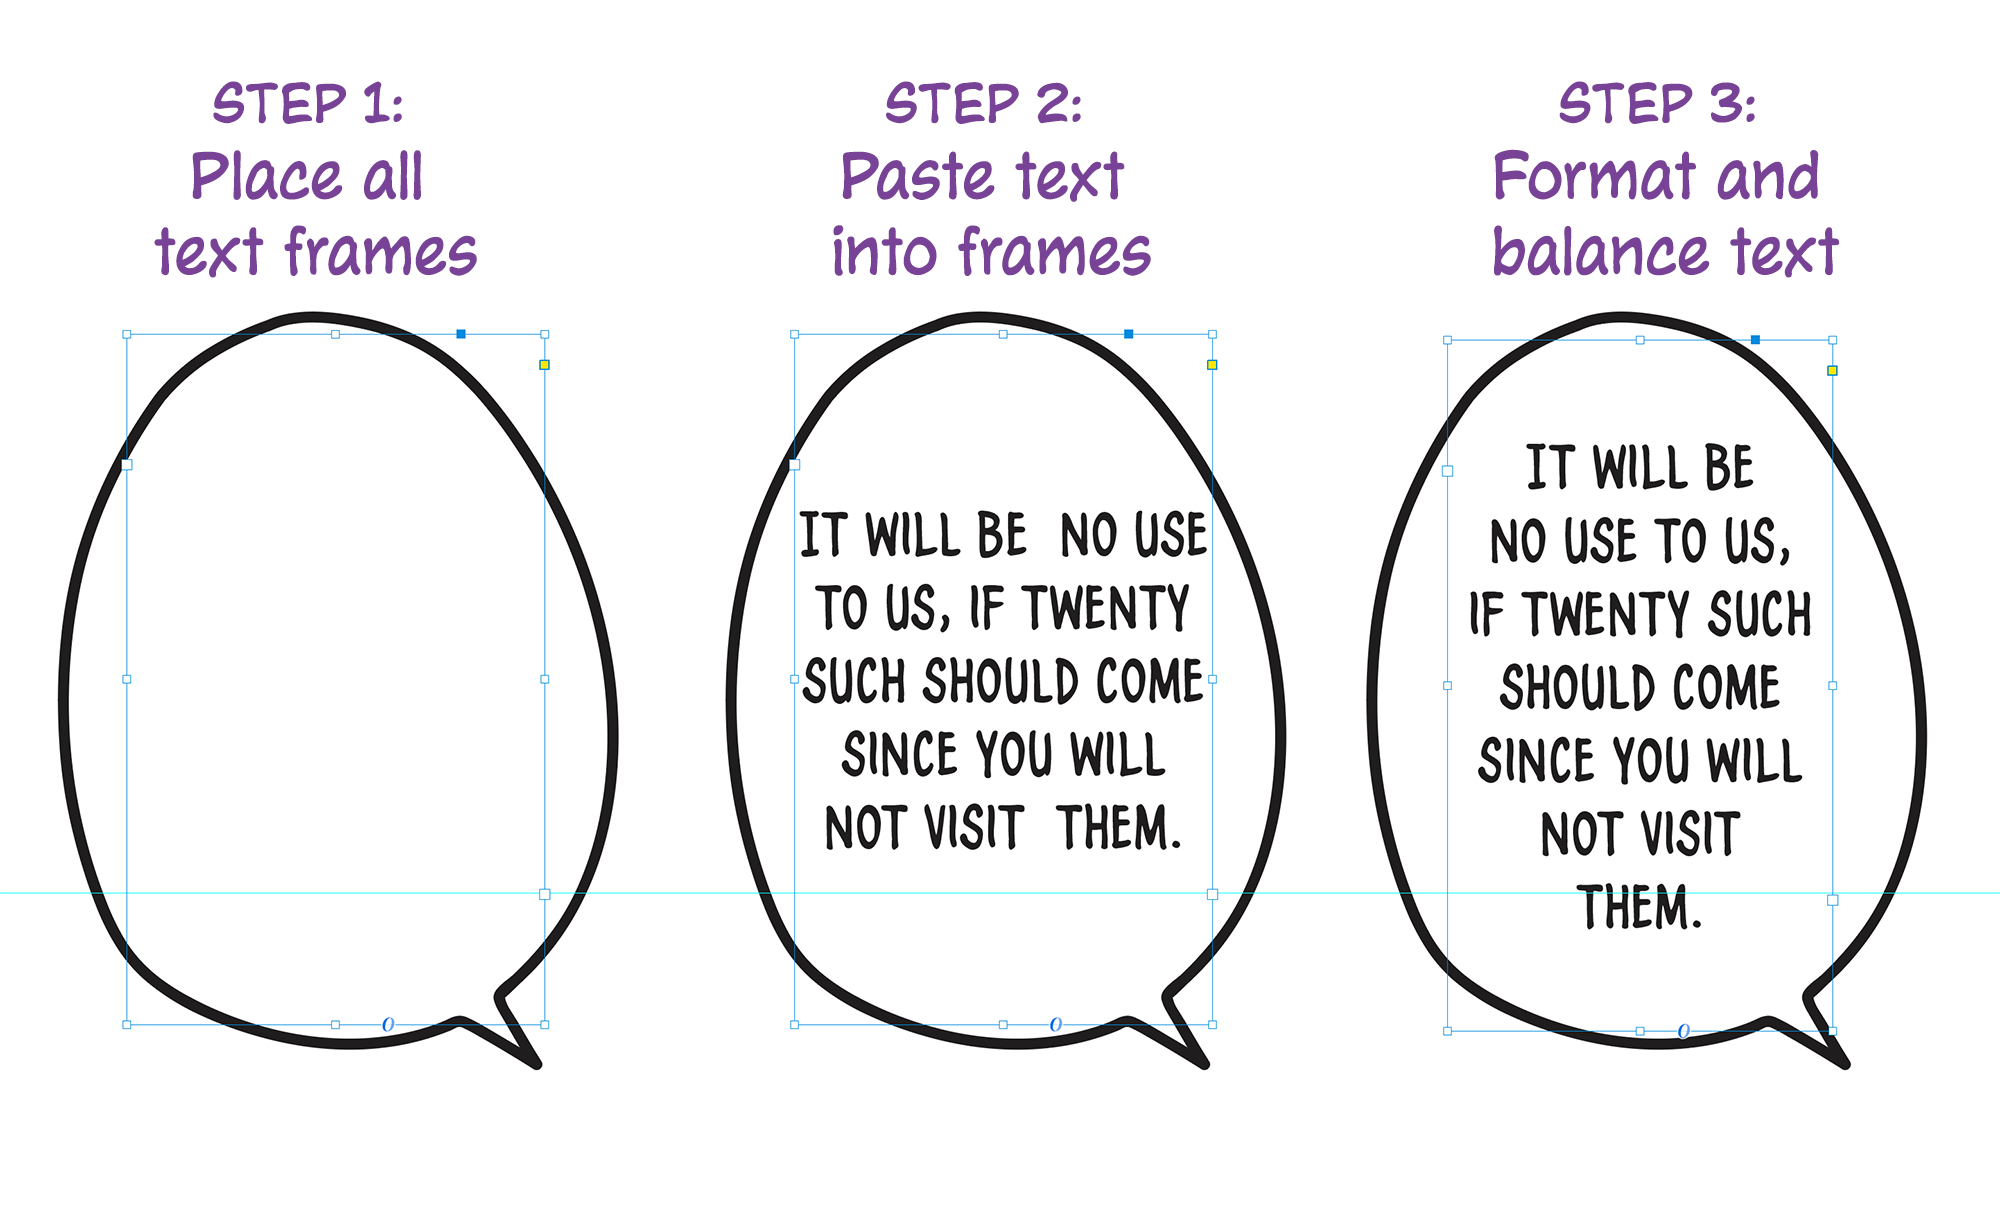 STEP 1:
Place all
text frames
STEP 2:
Paste text
into frames
IT WILL BE  NO USE
TO US, IF TWENTY
SUCH SHOULD COME
SINCE YOU WILL
NOT VISIT  THEM.
STEP 3:
Format and
balance text
IT WILL BE
NO USE TO US,
IF TWENTY SUCH
SHOULD COME
SINCE YOU WILL
NOT VISIT
THEM.